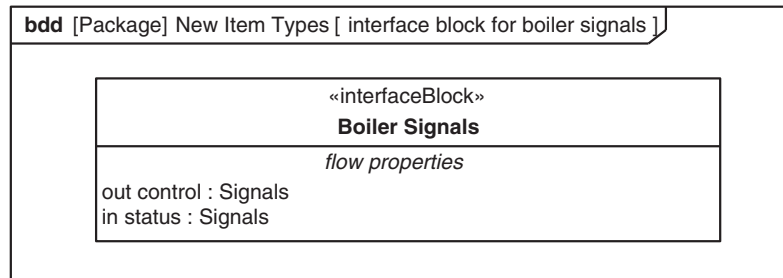 bdd [Package] New Item Types [ interface block for boiler signals ]
«interfaceBlock»
Boiler Signals
flow properties
out control : Signals
in status : Signals